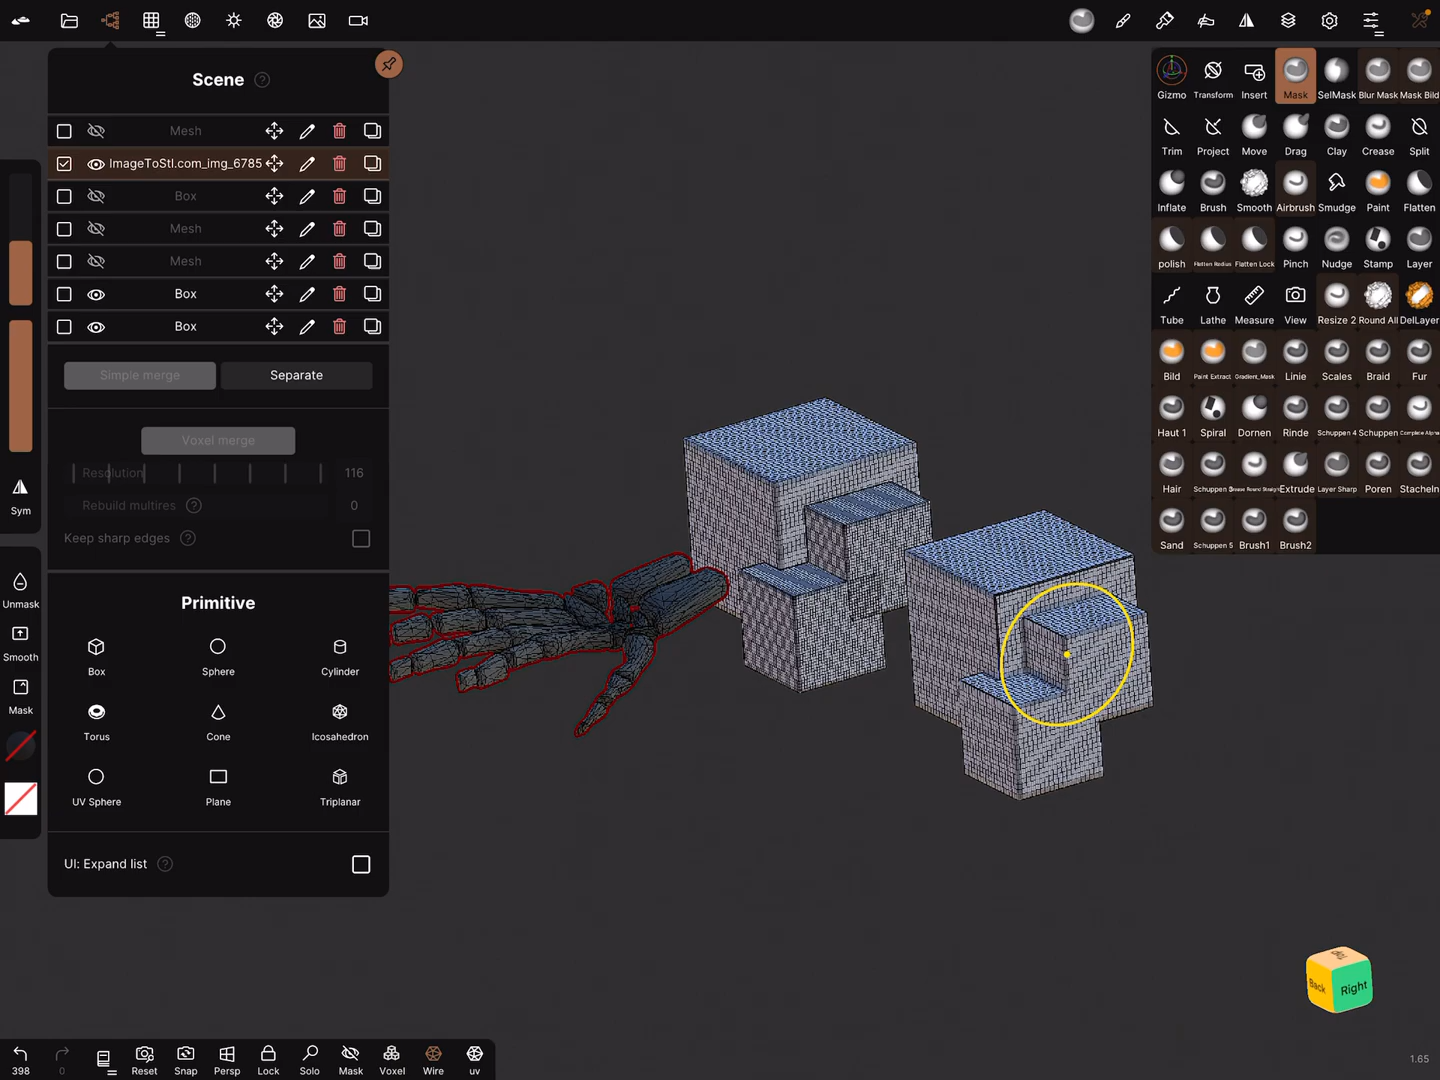 Scene
Mesh
ImageToStl.com_img_6785
Box
Mesh
Mesh
Box
Box
Simple merge
Separate
Voxel merge
Resolution
116
Rebuild multires
0
Keep sharp edges
Primitive
Box
Sphere
Cylinder
Torus
Cone
Icosahedron
UV Sphere
Plane
Triplanar
UI: Expand list
Sym
Unmask
Smooth
Mask
Gizmo
Transform
Insert
Mask
SelMask
Blur Mask
Mask Bild
Trim
Project
Move
Drag
Clay
Crease
Split
Inflate
Brush
Smooth
Airbrush
Smudge
Paint
Flatten
polish
Flatten Radius
Flatten Lock
Pinch
Nudge
Stamp
Layer
Tube
Lathe
Measure
View
Resize 2
Round All
DelLayer
Bild
Paint Extract
Gradient_Mask
Linie
Scales
Braid
Fur
Haut 1
Spiral
Dornen
Rinde
Schuppen 4
Schuppen
Hair
Extrude
Layer Sharp
Poren
Stacheln
Sand
Schuppen 5
Brush1
Brush2
Top
Back
Right
398
0
Reset
Snap
Persp
Lock
Solo
Mask
Voxel
Wire
uv
1.65